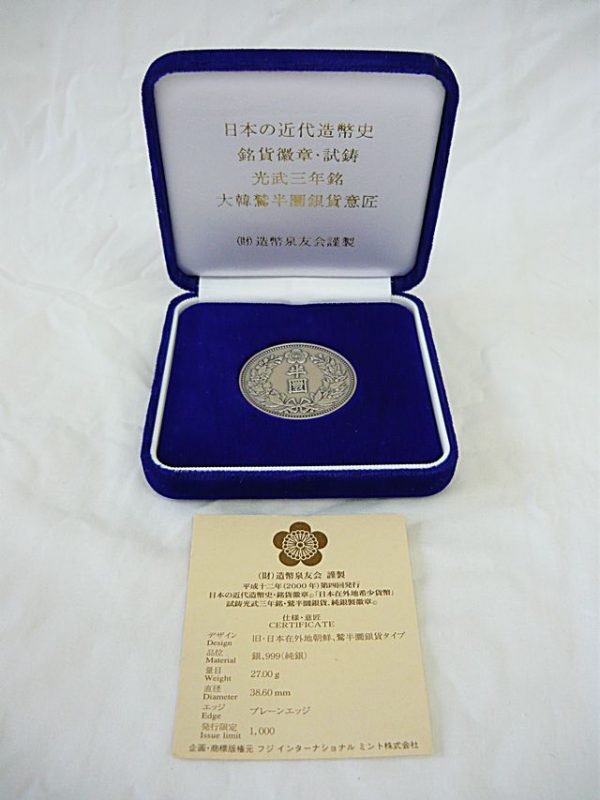 日本の近代造幣史
銘貨徽章・試鋳
光武三年銘
大韓鷲半圜銀貨意匠
㈶造幣泉友会謹製
半圜
(財)造幣泉友会 謹製
平成十二年(2000年)第四回発行
日本の近代造幣史・銘貨徽章。©「日本在外地希少貨幣」
試鋳光武三年銘・鷲半圜銀貨、純銀製徽章。©
仕様・意匠
CERTIFICATE
デザイン
Design 旧・日本在外地朝鮮、鷲半圜銀貨タイプ
品位
Material 銀、999(純銀)
量目
Weight 27.00g
直径
Diameter 38.60mm
エッジ
Edge プレーンエッジ
発行限定
Issue limit 1,000
企画・商標版権元 フジ インターナショナル ミント株式会社